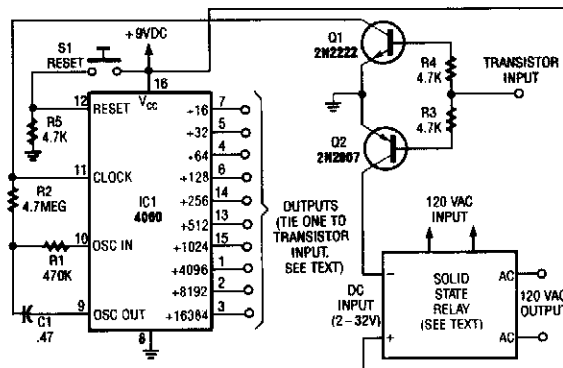 +9VDC
S1
RESET
Q1
2N2222
R4
4.7K
TRANSISTOR
INPUT
R3
4.7K
Q2
2N2907
16
VCC
12
RESET
R5
4.7K
11
CLOCK
R2
4.7MEG
IC1
4060
10
OSC IN
R1
470K
9
OSC OUT
C1
.47
8
÷16
7
÷32
5
÷64
4
÷128
6
÷256
14
÷512
13
÷1024
15
÷4096
1
÷8192
2
÷16384
3
OUTPUTS
(TIE ONE TO
TRANSISTOR
INPUT,
SEE TEXT)
120 VAC
INPUT
DC
INPUT
(2–32V)
–
+
SOLID
STATE
RELAY
(SEE TEXT)
AC
AC
120 VAC
OUTPUT